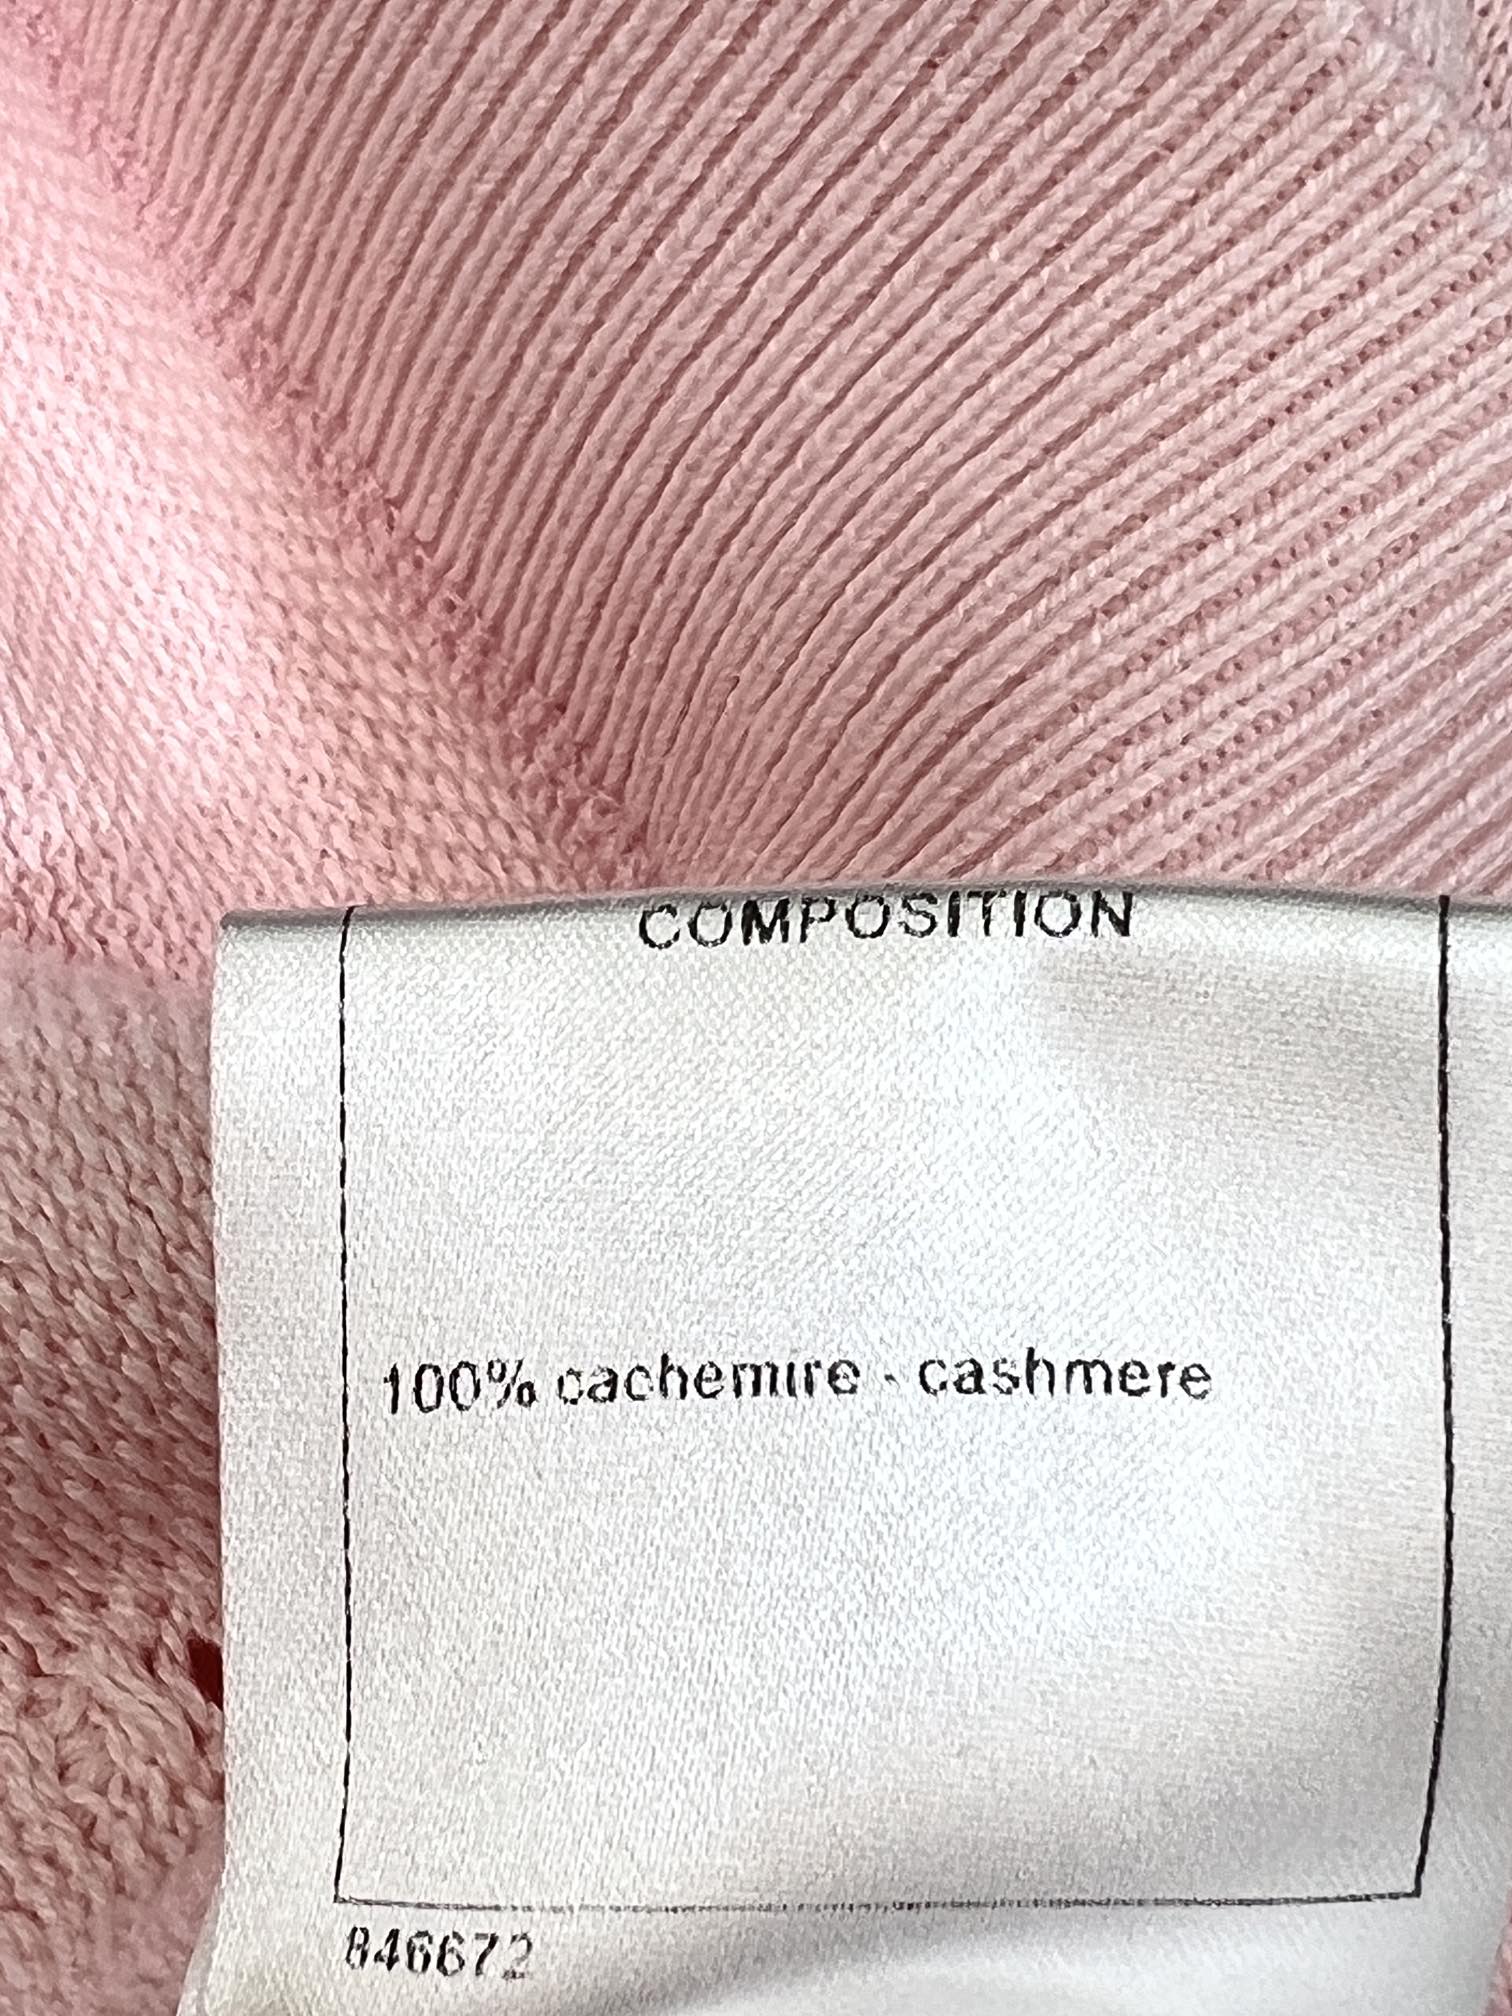 COMPOSITION
100% cachemire - cashmere
846672